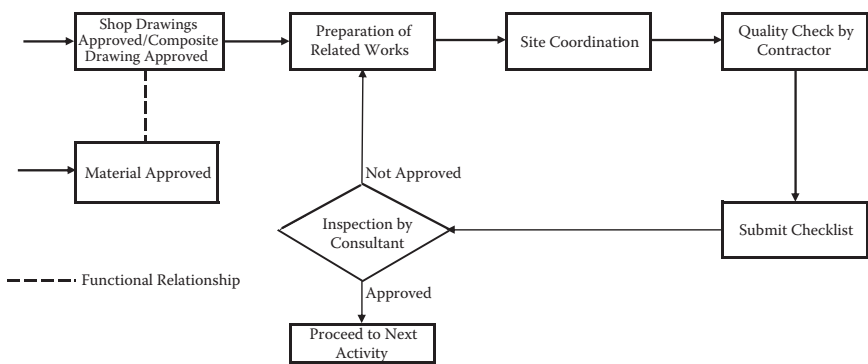 Shop Drawings
Approved/Composite
Drawing Approved
Preparation of
Related Works
Site Coordination
Quality Check by
Contractor
Material Approved
Not Approved
Inspection by
Consultant
Submit Checklist
Functional Relationship
Approved
Proceed to Next
Activity